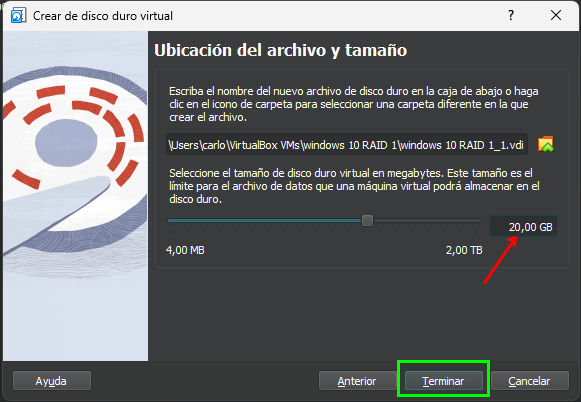 Crear de disco duro virtual
?
Ubicación del archivo y tamaño
Escriba el nombre del nuevo archivo de disco duro en la caja de abajo o haga
clic en el icono de carpeta para seleccionar una carpeta diferente en la que
crear el archivo.
\Users\carlo\VirtualBox VMs\windows 10 RAID 1\windows 10 RAID 1_1.vdi
Seleccione el tamaño de disco duro virtual en megabytes. Este tamaño es el
límite para el archivo de datos que una máquina virtual podrá almacenar en el
disco duro.
20,00 GB
4,00 MB 2,00 TB
Ayuda Anterior Terminar Cancelar